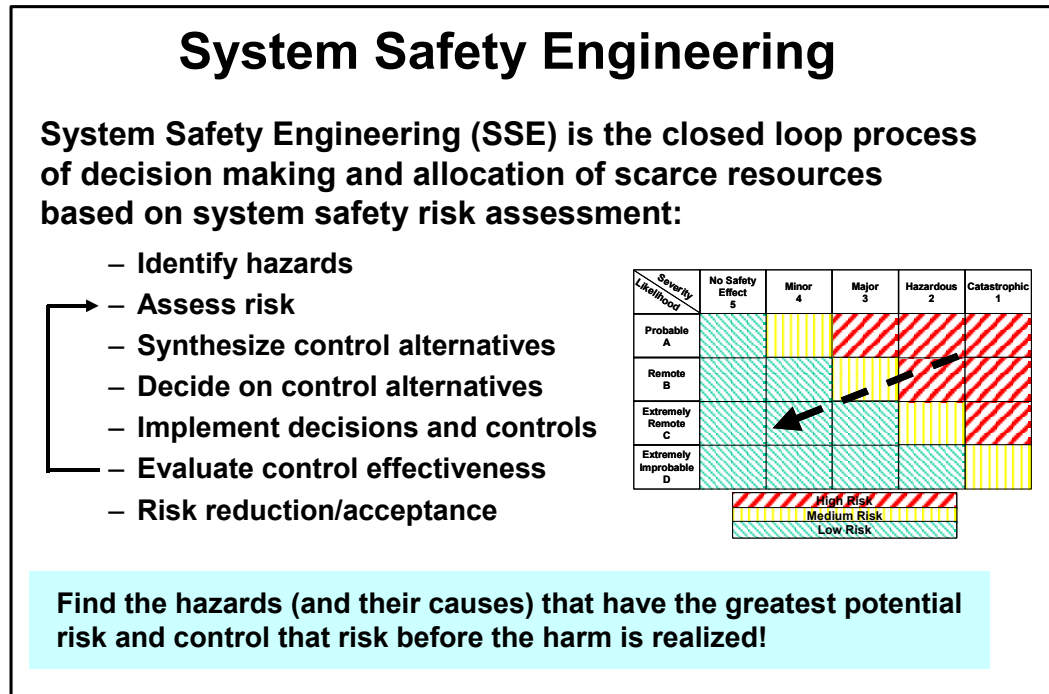 System Safety Engineering
System Safety Engineering (SSE) is the closed loop process
of decision making and allocation of scarce resources
based on system safety risk assessment:
– Identify hazards
– Assess risk
– Synthesize control alternatives
– Decide on control alternatives
– Implement decisions and controls
– Evaluate control effectiveness
– Risk reduction/acceptance
Severity
Likelihood
No Safety
Effect
5
Minor
4
Major
3
Hazardous
2
Catastrophic
1
Probable
A
Remote
B
Extremely
Remote
C
Extremely
Improbable
D
High Risk
Medium Risk
Low Risk
Find the hazards (and their causes) that have the greatest potential
risk and control that risk before the harm is realized!